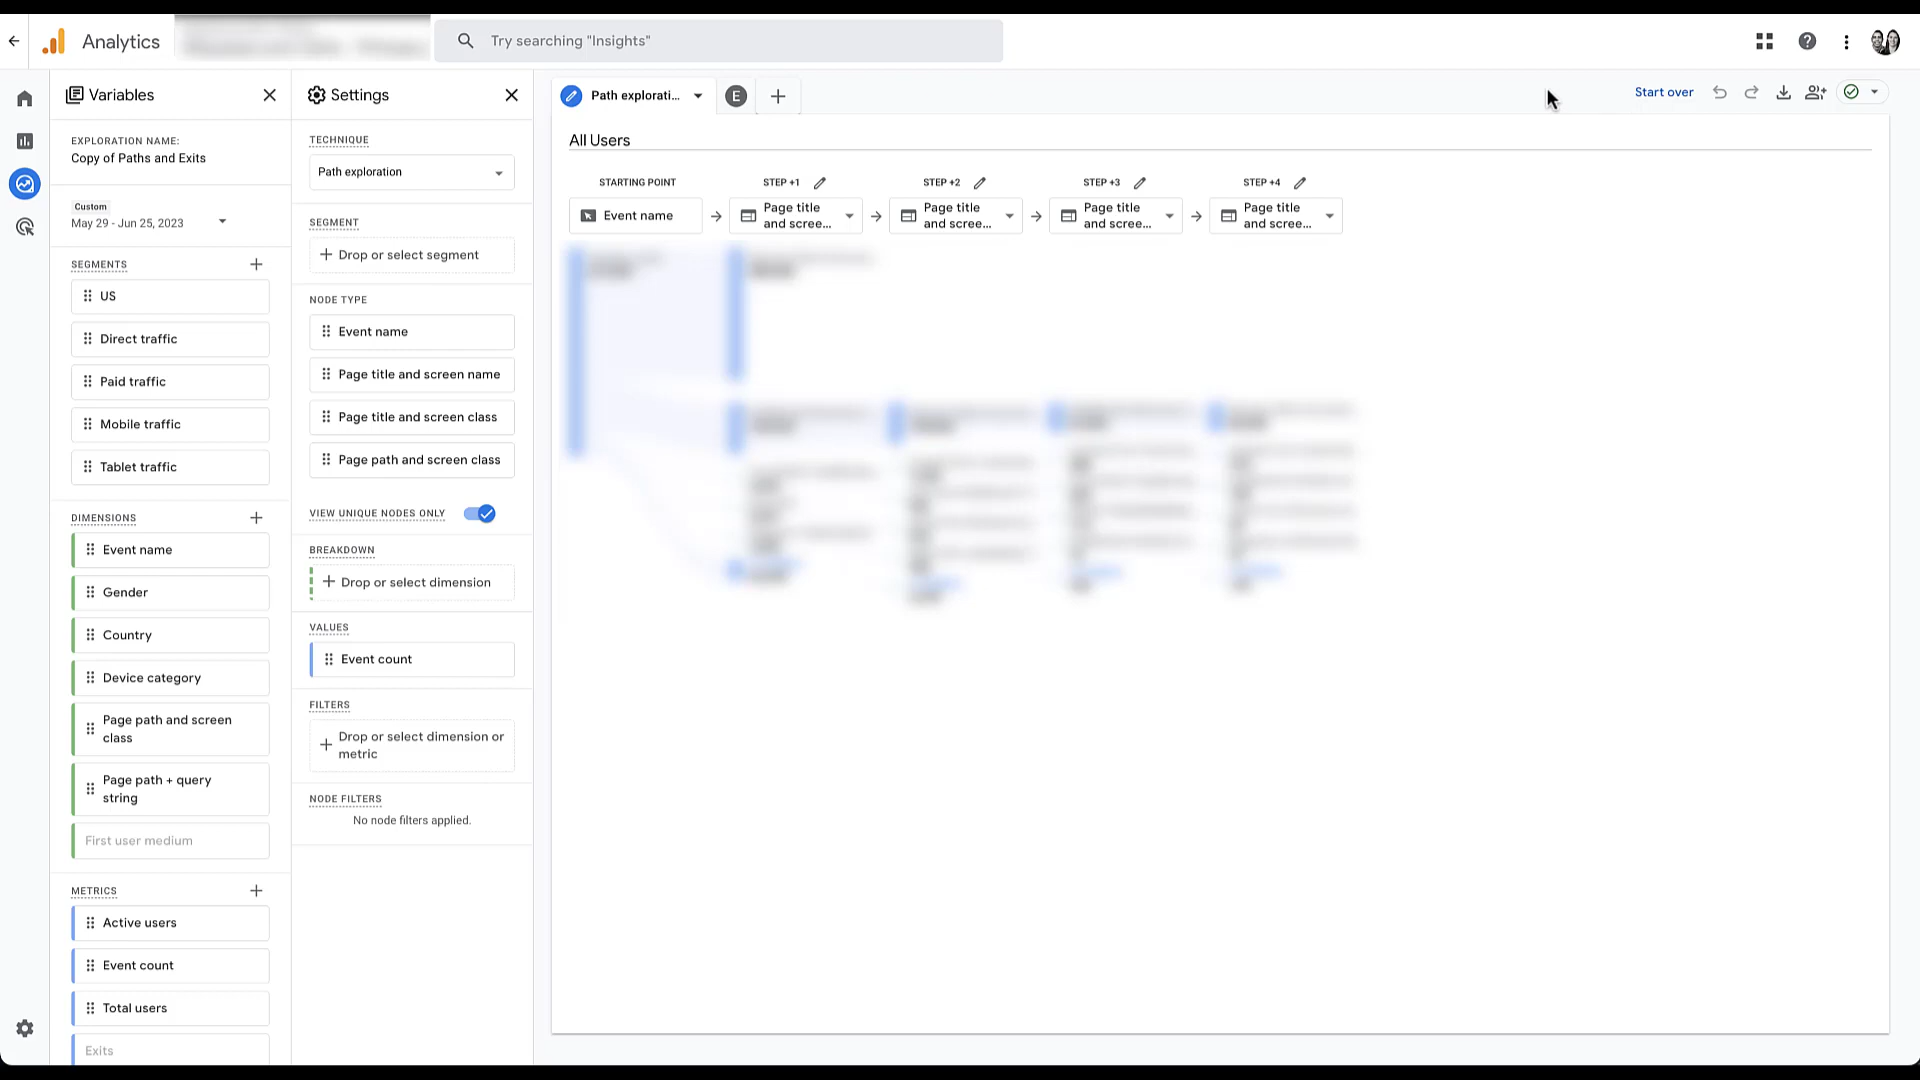 Analytics
Try searching "Insights"
Variables
EXPLORATION NAME:
Copy of Paths and Exits
Custom
May 29 - Jun 25, 2023
SEGMENTS
US
Direct traffic
Paid traffic
Mobile traffic
Tablet traffic
DIMENSIONS
Event name
Gender
Country
Device category
Page path and screen
class
Page path + query
string
First user medium
METRICS
Active users
Event count
Total users
Exits
Settings
TECHNIQUE
Path exploration
SEGMENT
Drop or select segment
NODE TYPE
Event name
Page title and screen name
Page title and screen class
Page path and screen class
VIEW UNIQUE NODES ONLY
BREAKDOWN
Drop or select dimension
VALUES
Event count
FILTERS
Drop or select dimension or
metric
NODE FILTERS
No node filters applied.
Path explorati...
E
Start over
All Users
STARTING POINT
STEP +1
STEP +2
STEP +3
STEP +4
Event name
Page title
and scree...
Page title
and scree...
Page title
and scree...
Page title
and scree...